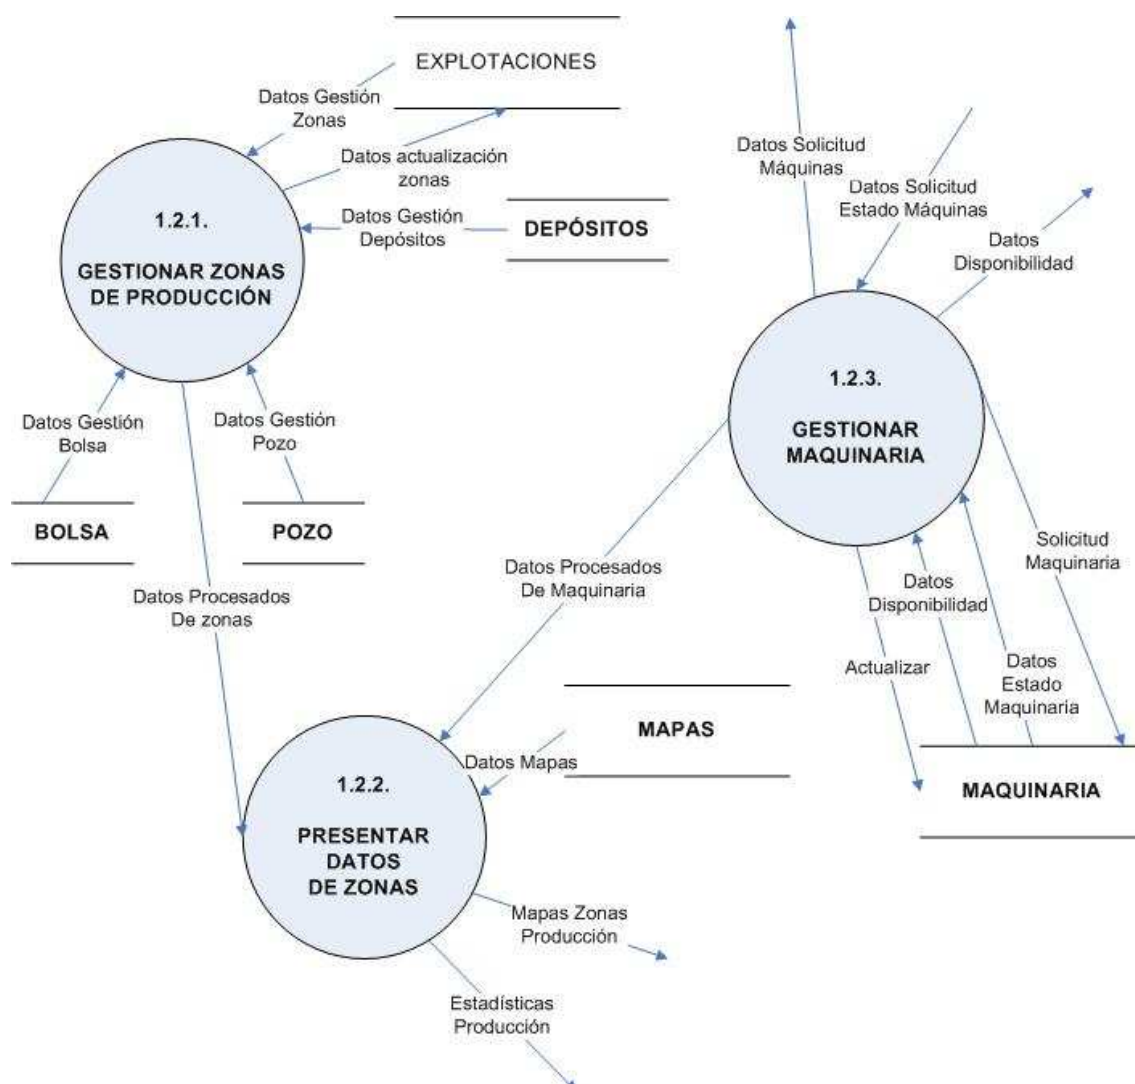 EXPLOTACIONES
Datos Gestión
Zonas
Datos actualización
zonas
Datos Solicitud
Máquinas
Datos Solicitud
Estado Máquinas
1.2.1.
GESTIONAR ZONAS
DE PRODUCCIÓN
Datos Gestión
Depósitos
DEPÓSITOS
Datos
Disponibilidad
1.2.3.
GESTIONAR
MAQUINARIA
Datos Gestión
Bolsa
Datos Gestión
Pozo
BOLSA
POZO
Datos Procesados
De zonas
Datos Procesados
De Maquinaria
Datos
Disponibilidad
Solicitud
Maquinaria
Actualizar
Datos
Estado
Maquinaria
MAPAS
Datos Mapas
MAQUINARIA
1.2.2.
PRESENTAR
DATOS
DE ZONAS
Mapas Zonas
Producción
Estadísticas
Producción